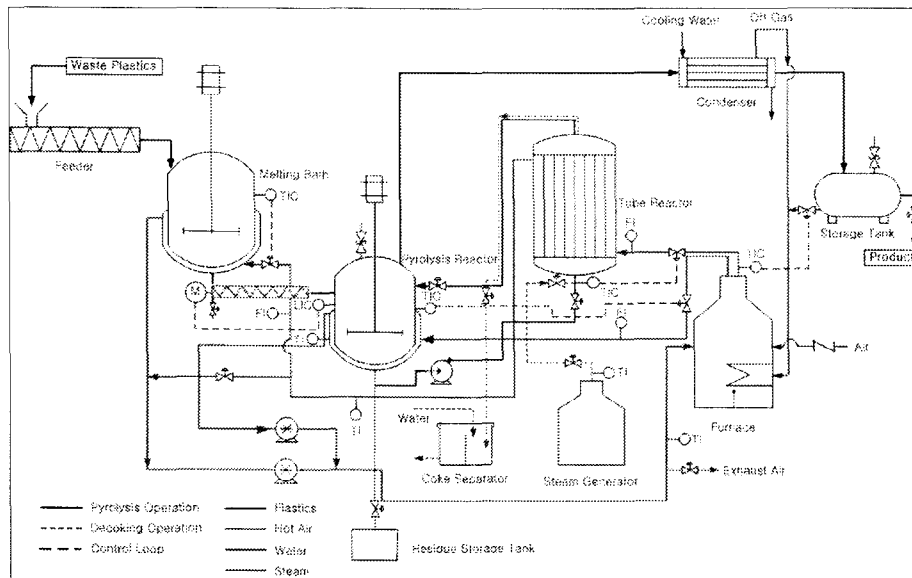 Cooling Water
Off Gas
Waste Plastics
Condenser
Feeder
Melting Bath
TIC
Tube Reactor
FI
Storage Tank
Product
Pyrolysis Reactor
TIC
TIC
TIC
M
LIC
FI
TI
FI
Air
TI
Furnace
TI
Water
TI
Coke Separator
Steam Generator
Exhaust Air
Pyrolysis Operation
Plastics
Decoking Operation
Hot Air
Control Loop
Water
Steam
Residue Storage Tank